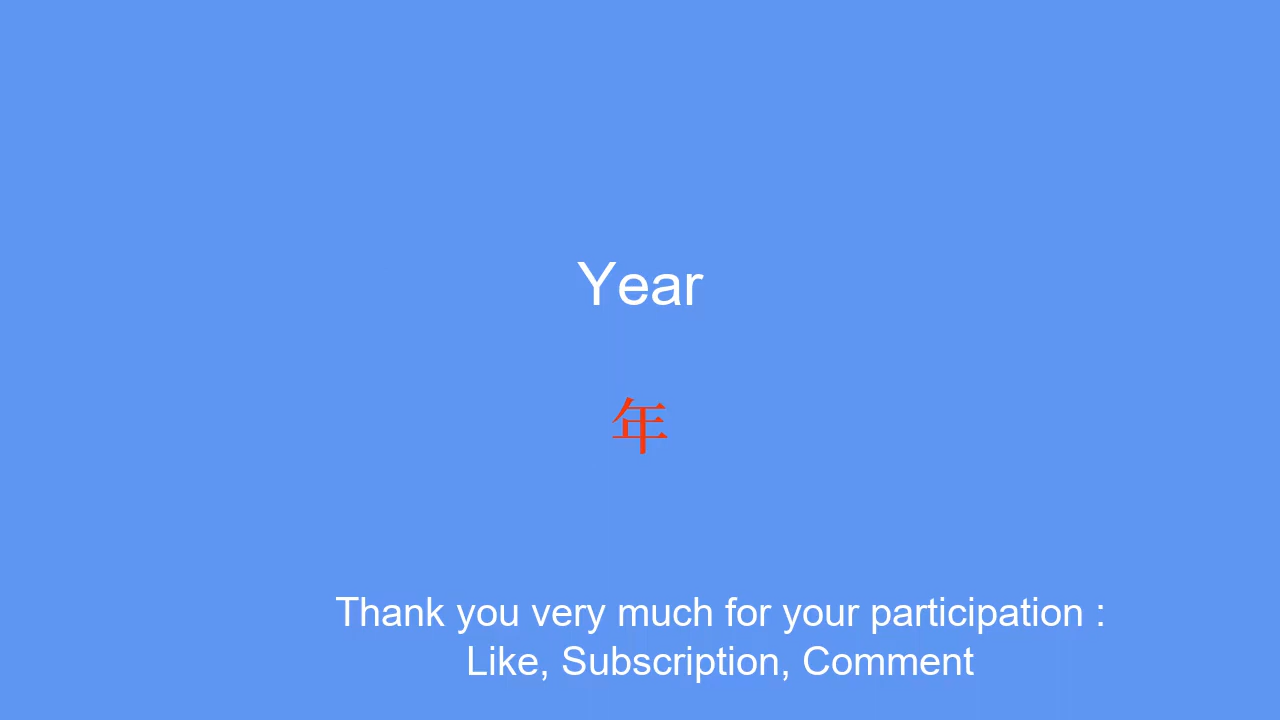 Year
年
Thank you very much for your participation :
Like, Subscription, Comment